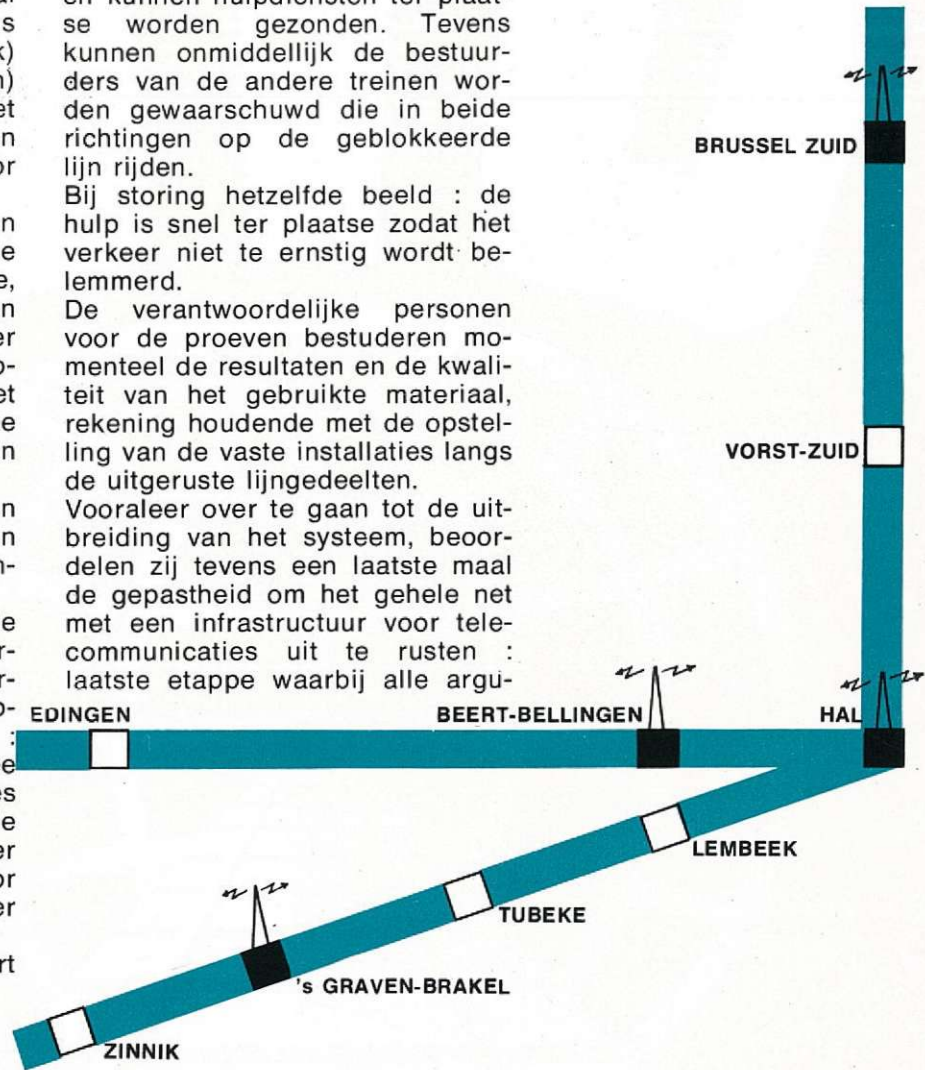 se worden gezonden. Tevens
kunnen onmiddellijk de bestuur-
ders van de andere treinen wor-
den gewaarschuwd die in beide
richtingen op de geblokkeerde
lijn rijden.
Bij storing hetzelfde beeld : de
hulp is snel ter plaatse zodat het
verkeer niet te ernstig wordt be-
lemmerd.
De verantwoordelijke personen
voor de proeven bestuderen mo-
menteel de resultaten en de kwali-
teit van het gebruikte materiaal,
rekening houdende met de opstel-
ling van de vaste installaties langs
de uitgeruste lijngedeelten.
Vooraleer over te gaan tot de uit-
breiding van het systeem, beoor-
delen zij tevens een laatste maal
de gepastheid om het gehele net
met een infrastructuur voor tele-
communicaties uit te rusten :
laatste etappe waarbij alle argu-
BRUSSEL ZUID
VORST-ZUID
EDINGEN
BEERT-BELLINGEN
HAL
LEMBEEK
TUBEKE
's GRAVEN-BRAKEL
ZINNIK